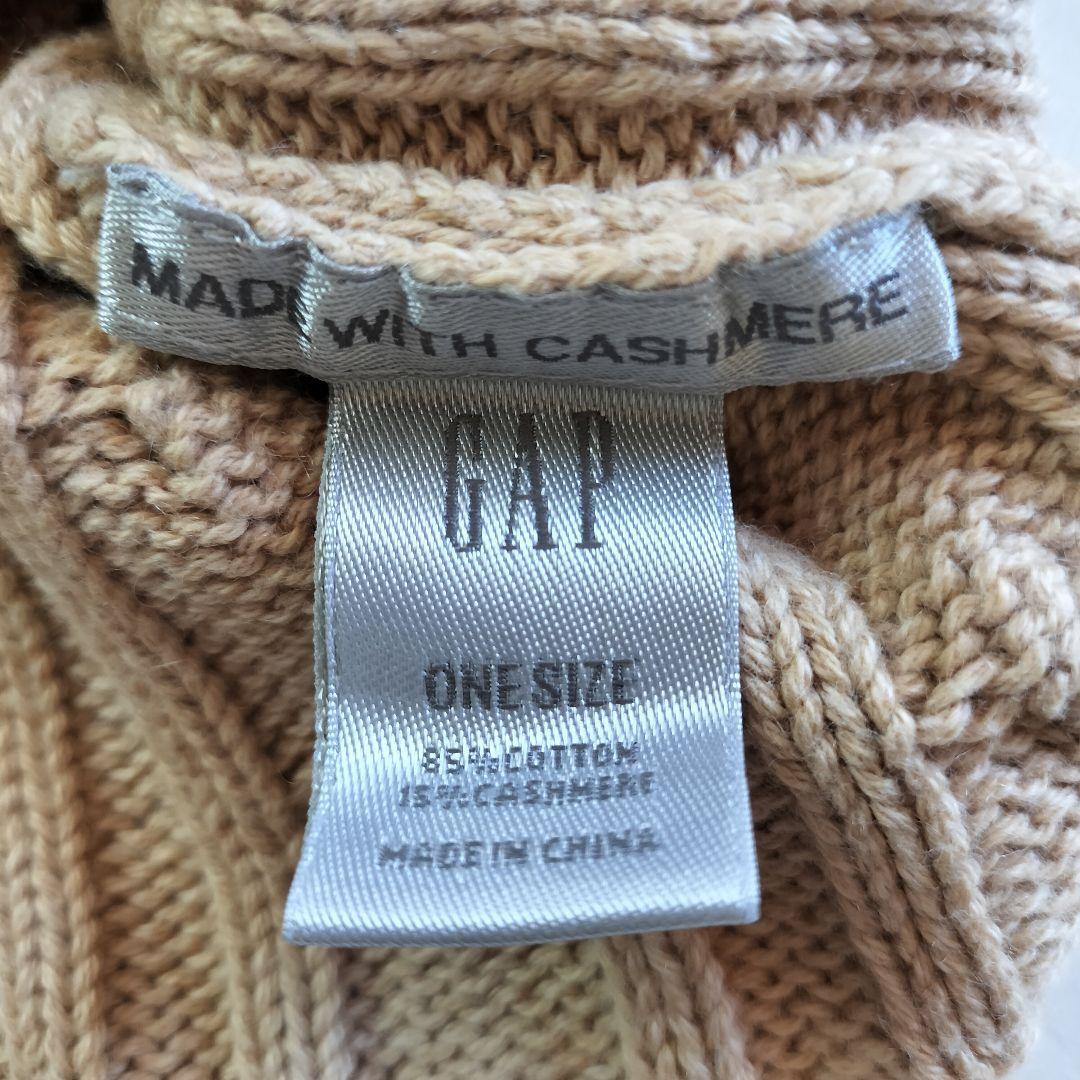 MADE WITH CASHMERE
GAP
ONE SIZE
85% COTTON
15% CASHMERE
MADE IN CHINA